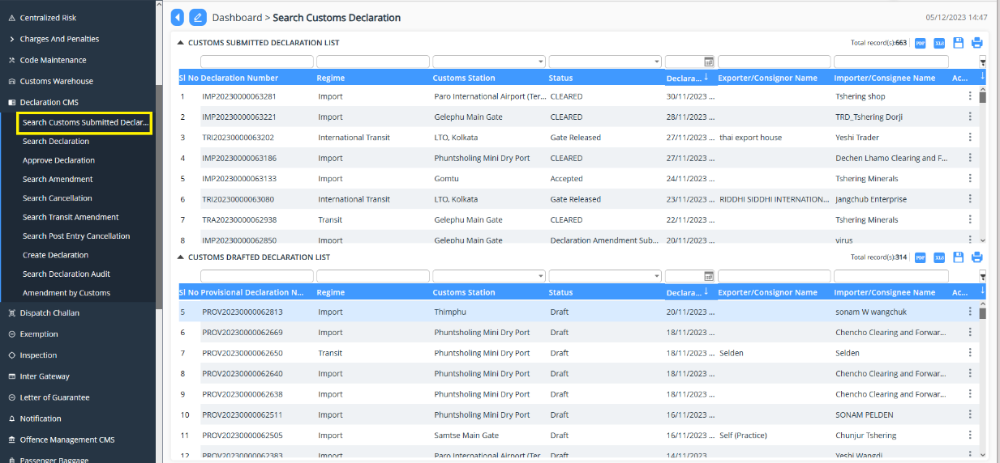 Centralized Risk
Charges And Penalties
Code Maintenance
Customs Warehouse
Declaration CMS
Search Customs Submitted Declar...
Search Declaration
Approve Declaration
Search Amendment
Search Cancellation
Search Transit Amendment
Search Post Entry Cancellation
Create Declaration
Search Declaration Audit
Amendment by Customs
Dispatch Challan
Exemption
Inspection
Inter Gateway
Letter of Guarantee
Notification
Offence Management CMS
Passenger Baggage
Dashboard > Search Customs Declaration 05/12/2023 14:47
CUSTOMS SUBMITTED DECLARATION LIST Total record(s):663 PDF XLS
Sl No Declaration Number Regime Customs Station Status Declara... Exporter/Consignor Name Importer/Consignee Name Ac...
1 IMP20230000063281 Import Paro International Airport (Ter... CLEARED 30/11/2023 ... Tshering shop
2 IMP20230000063221 Import Gelephu Main Gate CLEARED 28/11/2023 ... TRD_Tshering Dorji
3 TRI20230000063202 International Transit LTO, Kolkata Gate Released 27/11/2023 ... thai export house Yeshi Trader
4 IMP20230000063186 Import Phuntsholing Mini Dry Port CLEARED 27/11/2023 ... Dechen Lhamo Clearing and F...
5 IMP20230000063133 Import Gomtu Accepted 24/11/2023 ... Tshering Minerals
6 TRI20230000063080 International Transit LTO, Kolkata Gate Released 23/11/2023 ... RIDDHI SIDDHI INTERNATION... Jangchub Enterprise
7 TRA20230000062938 Transit Gelephu Main Gate CLEARED 22/11/2023 ... Tshering Minerals
8 IMP20230000062850 Import Gelephu Main Gate Declaration Amendment Sub... 20/11/2023 ... virus
CUSTOMS DRAFTED DECLARATION LIST Total record(s):314 PDF XLS
Sl No Provisional Declaration N... Regime Customs Station Status Declara... Exporter/Consignor Name Importer/Consignee Name Ac...
5 PROV20230000062813 Import Thimphu Draft 20/11/2023 ... sonam W wangchuk
6 PROV20230000062669 Import Phuntsholing Mini Dry Port Draft 18/11/2023 ... Chencho Clearing and Forwar...
7 PROV20230000062650 Transit Phuntsholing Mini Dry Port Draft 18/11/2023 ... Selden Selden
8 PROV20230000062640 Import Phuntsholing Mini Dry Port Draft 18/11/2023 ... Chencho Clearing and Forwar...
9 PROV20230000062638 Import Phuntsholing Mini Dry Port Draft 18/11/2023 ... Chencho Clearing and Forwar...
10 PROV20230000062511 Import Phuntsholing Mini Dry Port Draft 16/11/2023 ... SONAM PELDEN
11 PROV20230000062505 Import Samtse Main Gate Draft 16/11/2023 ... Self (Practice) Chunjur Tshering
12 PROV20230000062383 Import Paro International Airport (Ter... Draft 14/11/2023 ... Yeshi Wangdi